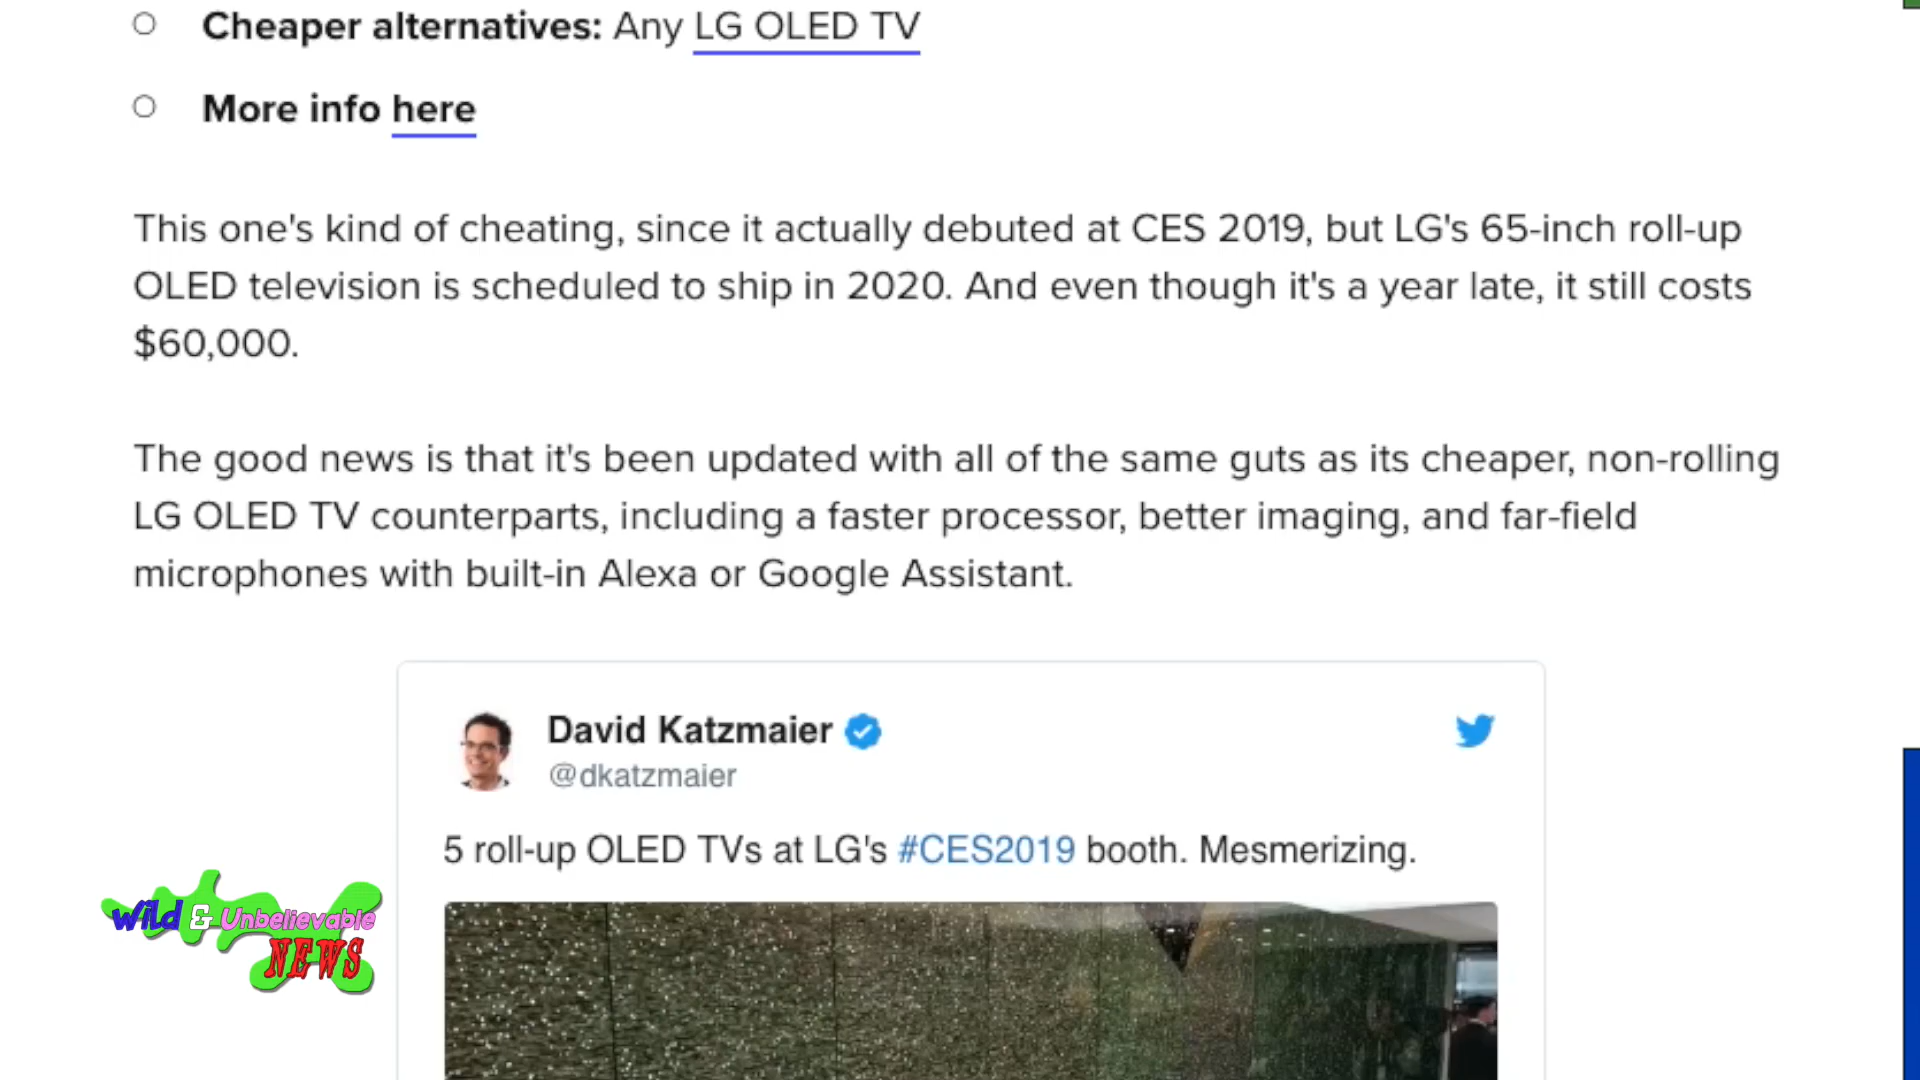 Cheaper alternatives: Any LG OLED TV
More info here
This one's kind of cheating, since it actually debuted at CES 2019, but LG's 65-inch roll-up
OLED television is scheduled to ship in 2020. And even though it's a year late, it still costs
$60,000.
The good news is that it's been updated with all of the same guts as its cheaper, non-rolling
LG OLED TV counterparts, including a faster processor, better imaging, and far-field
microphones with built-in Alexa or Google Assistant.
David Katzmaier
@dkatzmaier
5 roll-up OLED TVs at LG's #CES2019 booth. Mesmerizing.
Wild & Unbelievable
NEWS